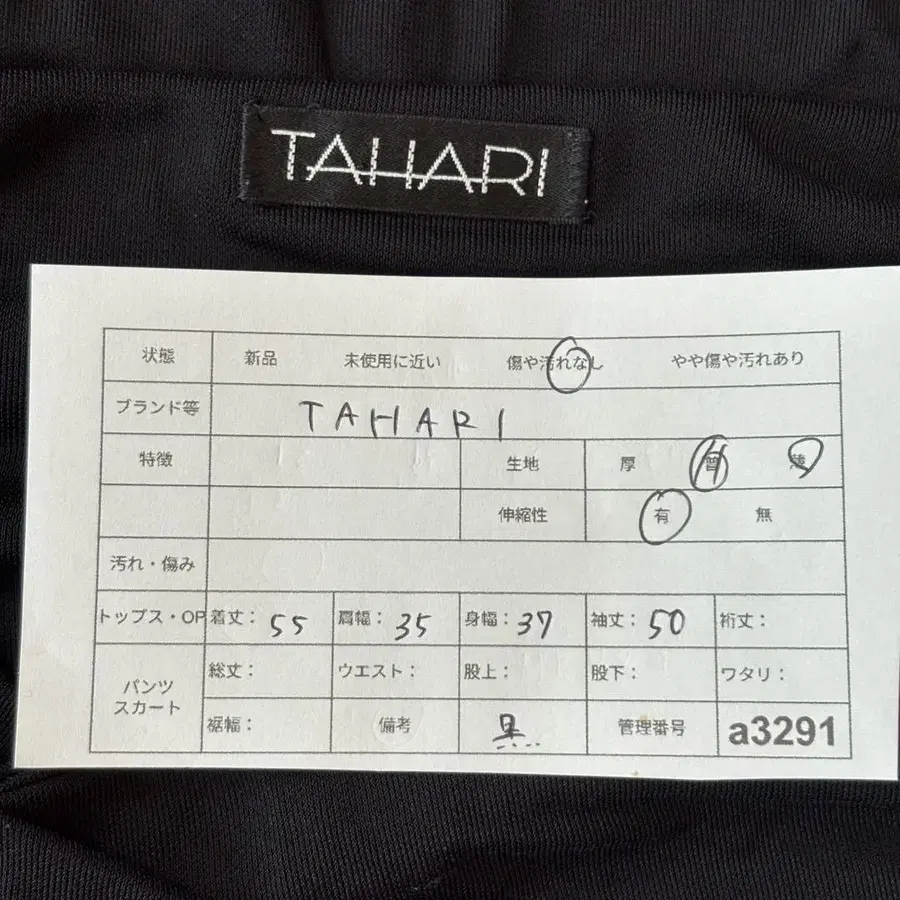 TAHARI
状態 新品 未使用に近い 傷や汚れなし やや傷や汚れあり
ブランド等 TAHARI
特徴 生地 厚 普 薄
伸縮性 有 無
汚れ・傷み
トップス・OP 着丈: 55 肩幅: 35 身幅: 37 袖丈: 50 裄丈:
パンツ スカート 総丈: ウエスト: 股上: 股下: ワタリ:
裾幅: 備考 黒 管理番号 a3291